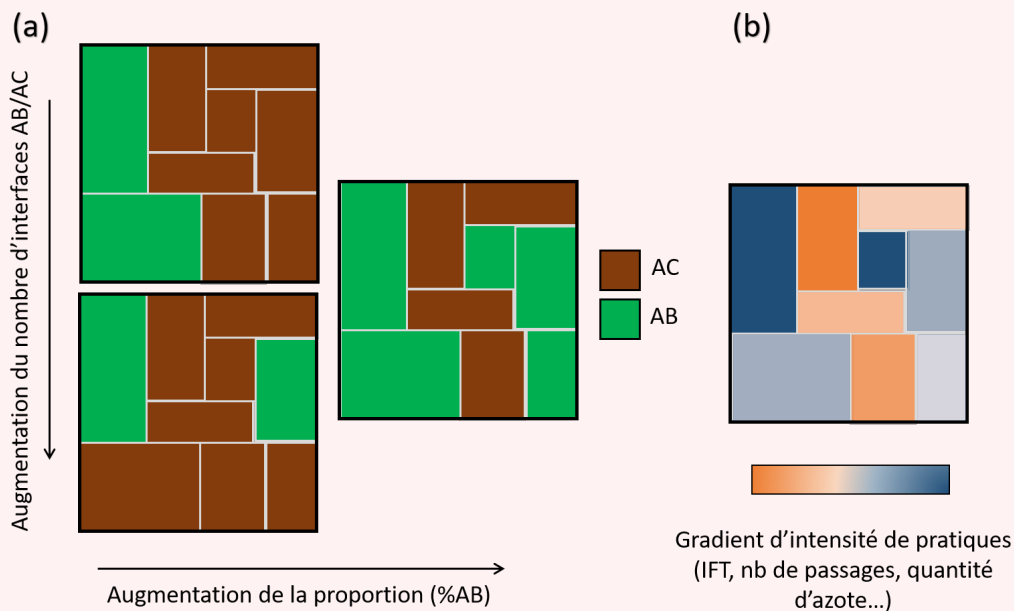 (a)
Augmentation du nombre d'interfaces AB/AC
AC
AB
Augmentation de la proportion (%AB)
(b)
Gradient d'intensité de pratiques
(IFT, nb de passages, quantité
d'azote...)